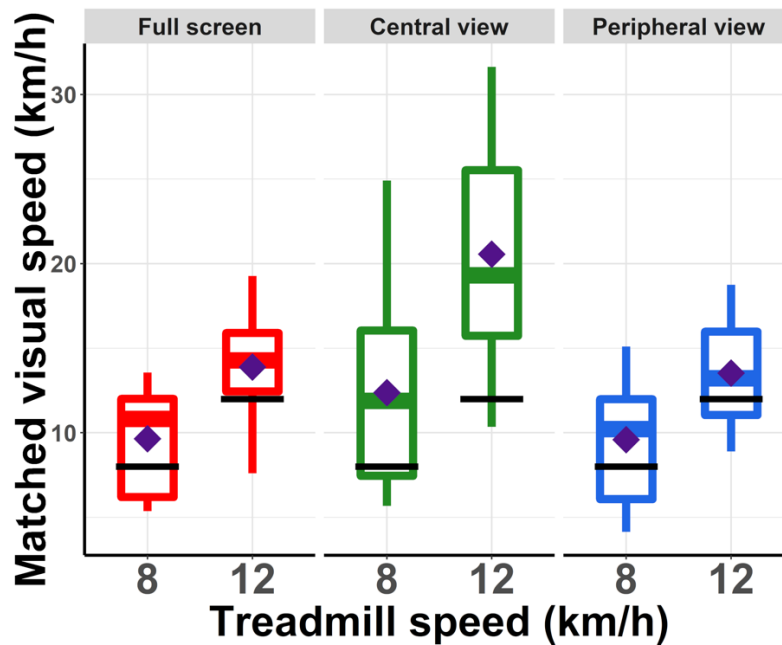 Full screen
Central view
Peripheral view
Matched visual speed (km/h)
30
20
10
8
12
8
12
8
12
Treadmill speed (km/h)